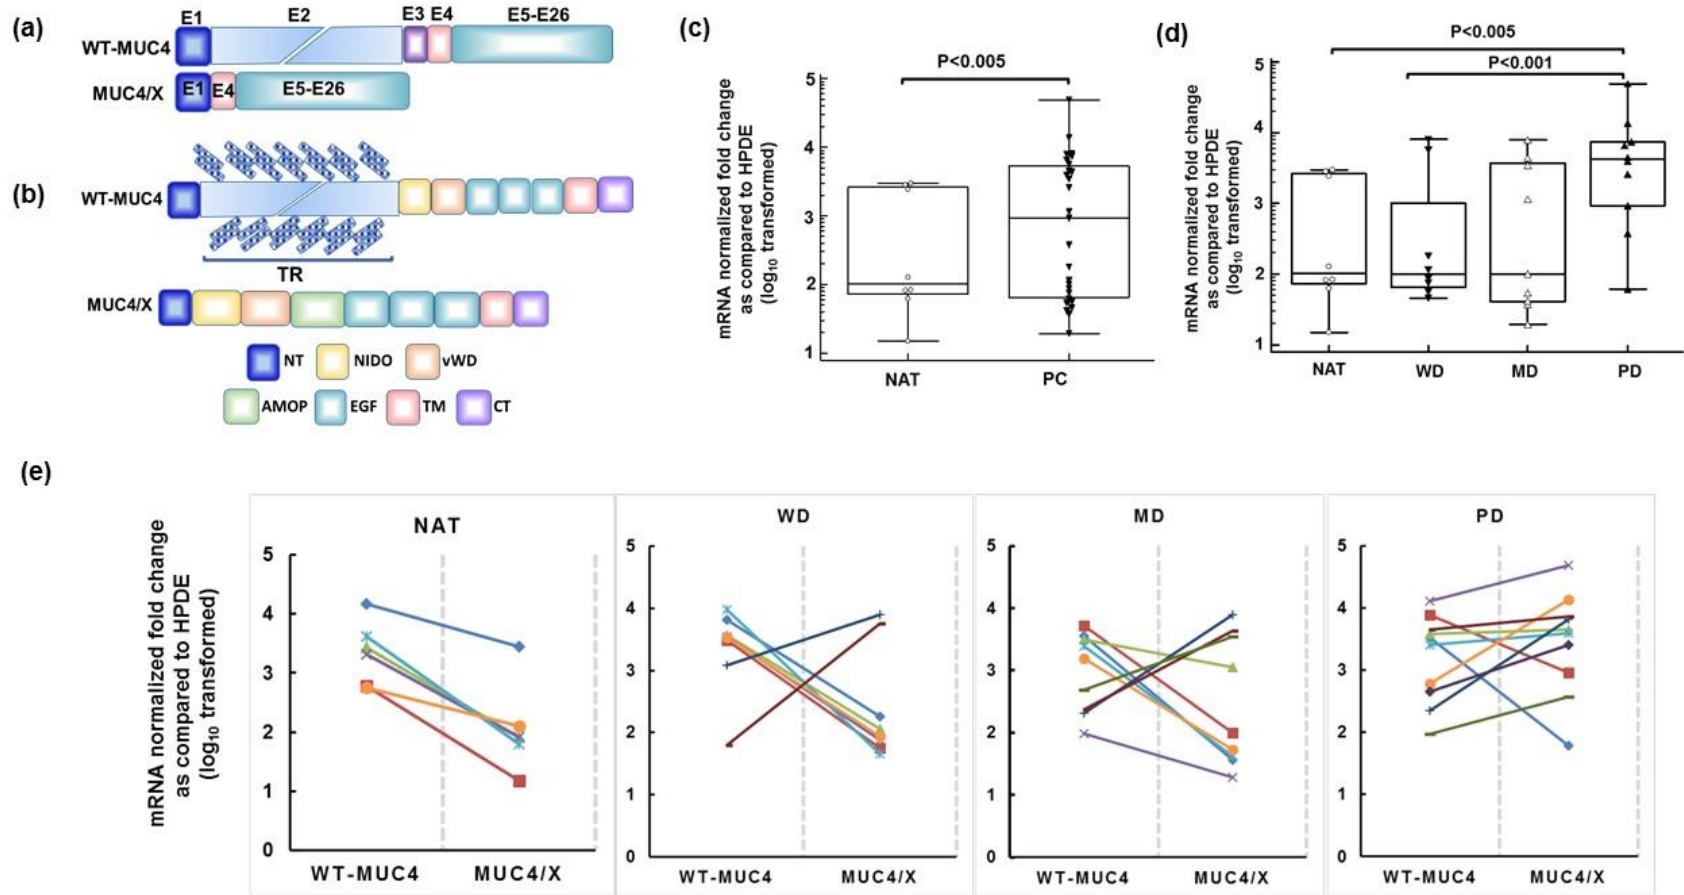 (a)
E1 E2 E3 E4 E5-E26
WT-MUC4
MUC4/X E1 E4 E5-E26
(b)
WT-MUC4
TR
MUC4/X
NT NIDO vWD
AMOP EGF TM CT
(c)
P<0.005
mRNA normalized fold change
as compared to HPDE
(log10 transformed)
5
4
3
2
1
NAT PC
(d)
P<0.005
P<0.001
mRNA normalized fold change
as compared to HPDE
(log10 transformed)
5
4
3
2
1
NAT WD MD PD
(e)
mRNA normalized fold change
as compared to HPDE
(log10 transformed)
NAT
5
4
3
2
1
0
WT-MUC4 MUC4/X
WD
5
4
3
2
1
0
WT-MUC4 MUC4/X
MD
5
4
3
2
1
0
WT-MUC4 MUC4/X
PD
5
4
3
2
1
0
WT-MUC4 MUC4/X